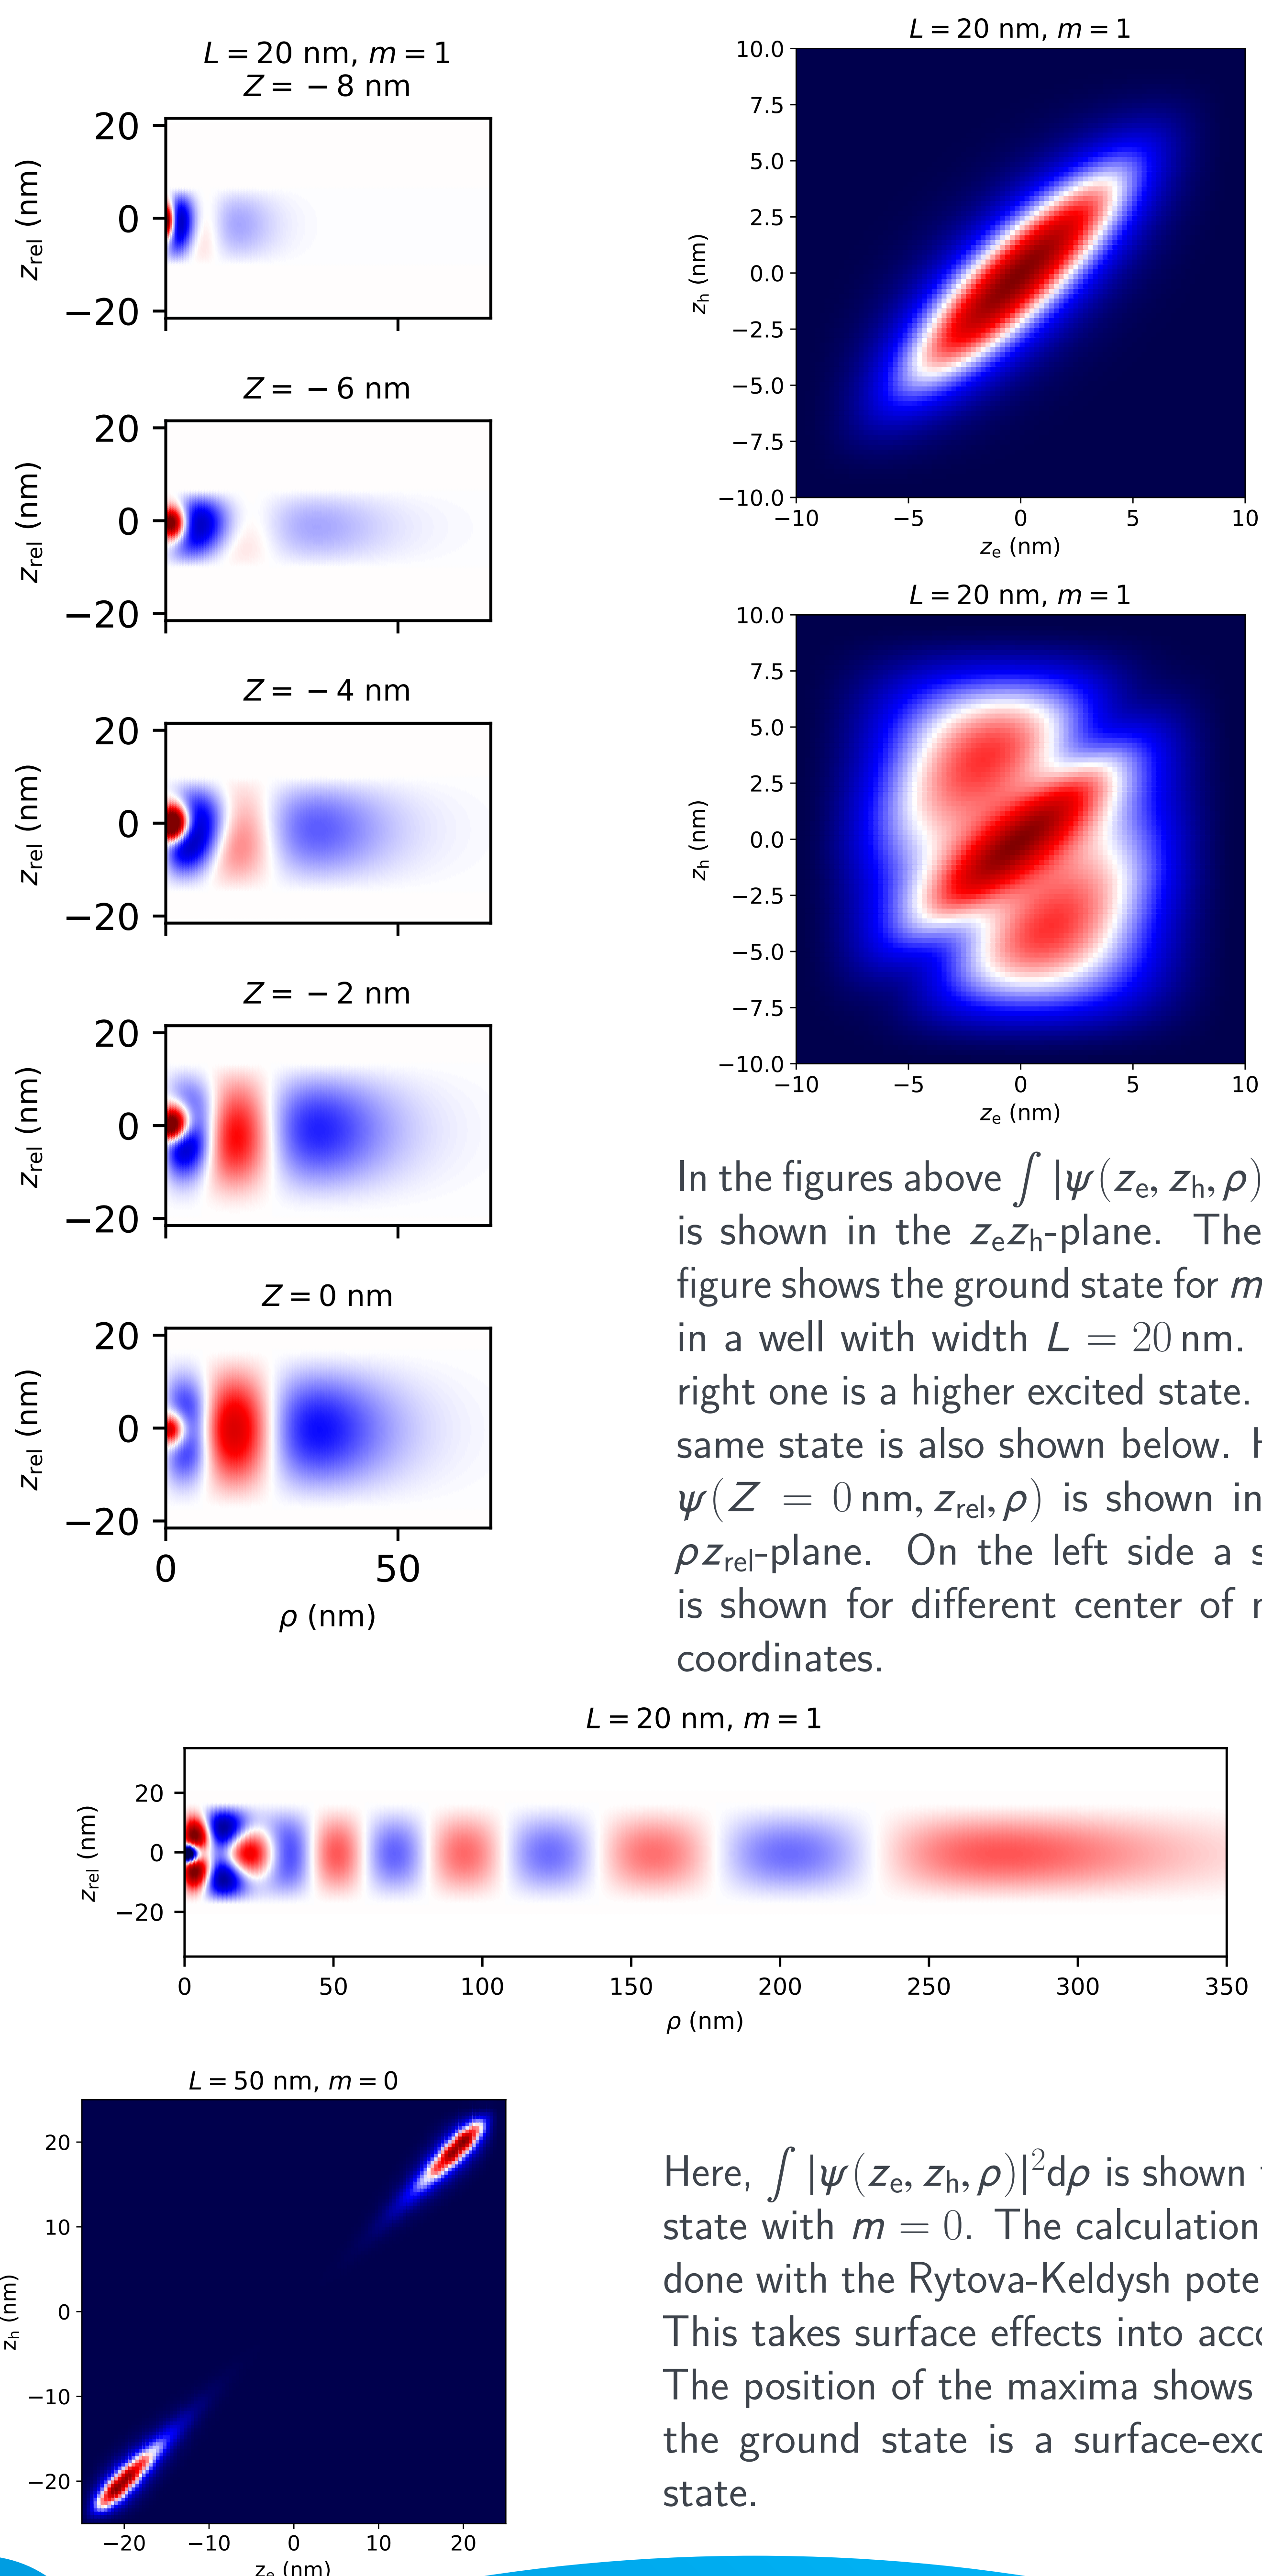 L = 20 nm, m = 1
Z = −8 nm
20
0
−20
z_rel (nm)
Z = −6 nm
20
0
−20
z_rel (nm)
Z = −4 nm
20
0
−20
z_rel (nm)
Z = −2 nm
20
0
−20
z_rel (nm)
Z = 0 nm
20
0
−20
z_rel (nm)
0 50
ρ (nm)
L = 20 nm, m = 1
10.0
7.5
5.0
2.5
0.0
−2.5
−5.0
−7.5
−10.0
z_h (nm)
−10 −5 0 5 10
z_e (nm)
L = 20 nm, m = 1
10.0
7.5
5.0
2.5
0.0
−2.5
−5.0
−7.5
−10.0
z_h (nm)
−10 −5 0 5 10
z_e (nm)
In the figures above ∫ |ψ(z_e, z_h, ρ)
is shown in the z_e z_h-plane. The
figure shows the ground state for m
in a well with width L = 20 nm.
right one is a higher excited state.
same state is also shown below.
ψ(Z = 0 nm, z_rel, ρ) is shown in
ρz_rel-plane. On the left side a s
is shown for different center of
coordinates.
L = 20 nm, m = 1
20
0
−20
z_rel (nm)
0 50 100 150 200 250 300 350
ρ (nm)
L = 50 nm, m = 0
20
10
0
−10
−20
z_h (nm)
−20 −10 0 10 20
z_e (nm)
Here, ∫ |ψ(z_e, z_h, ρ)|²dρ is shown
state with m = 0. The calculation
done with the Rytova-Keldysh pote
This takes surface effects into acco
The position of the maxima shows
the ground state is a surface-exc
state.